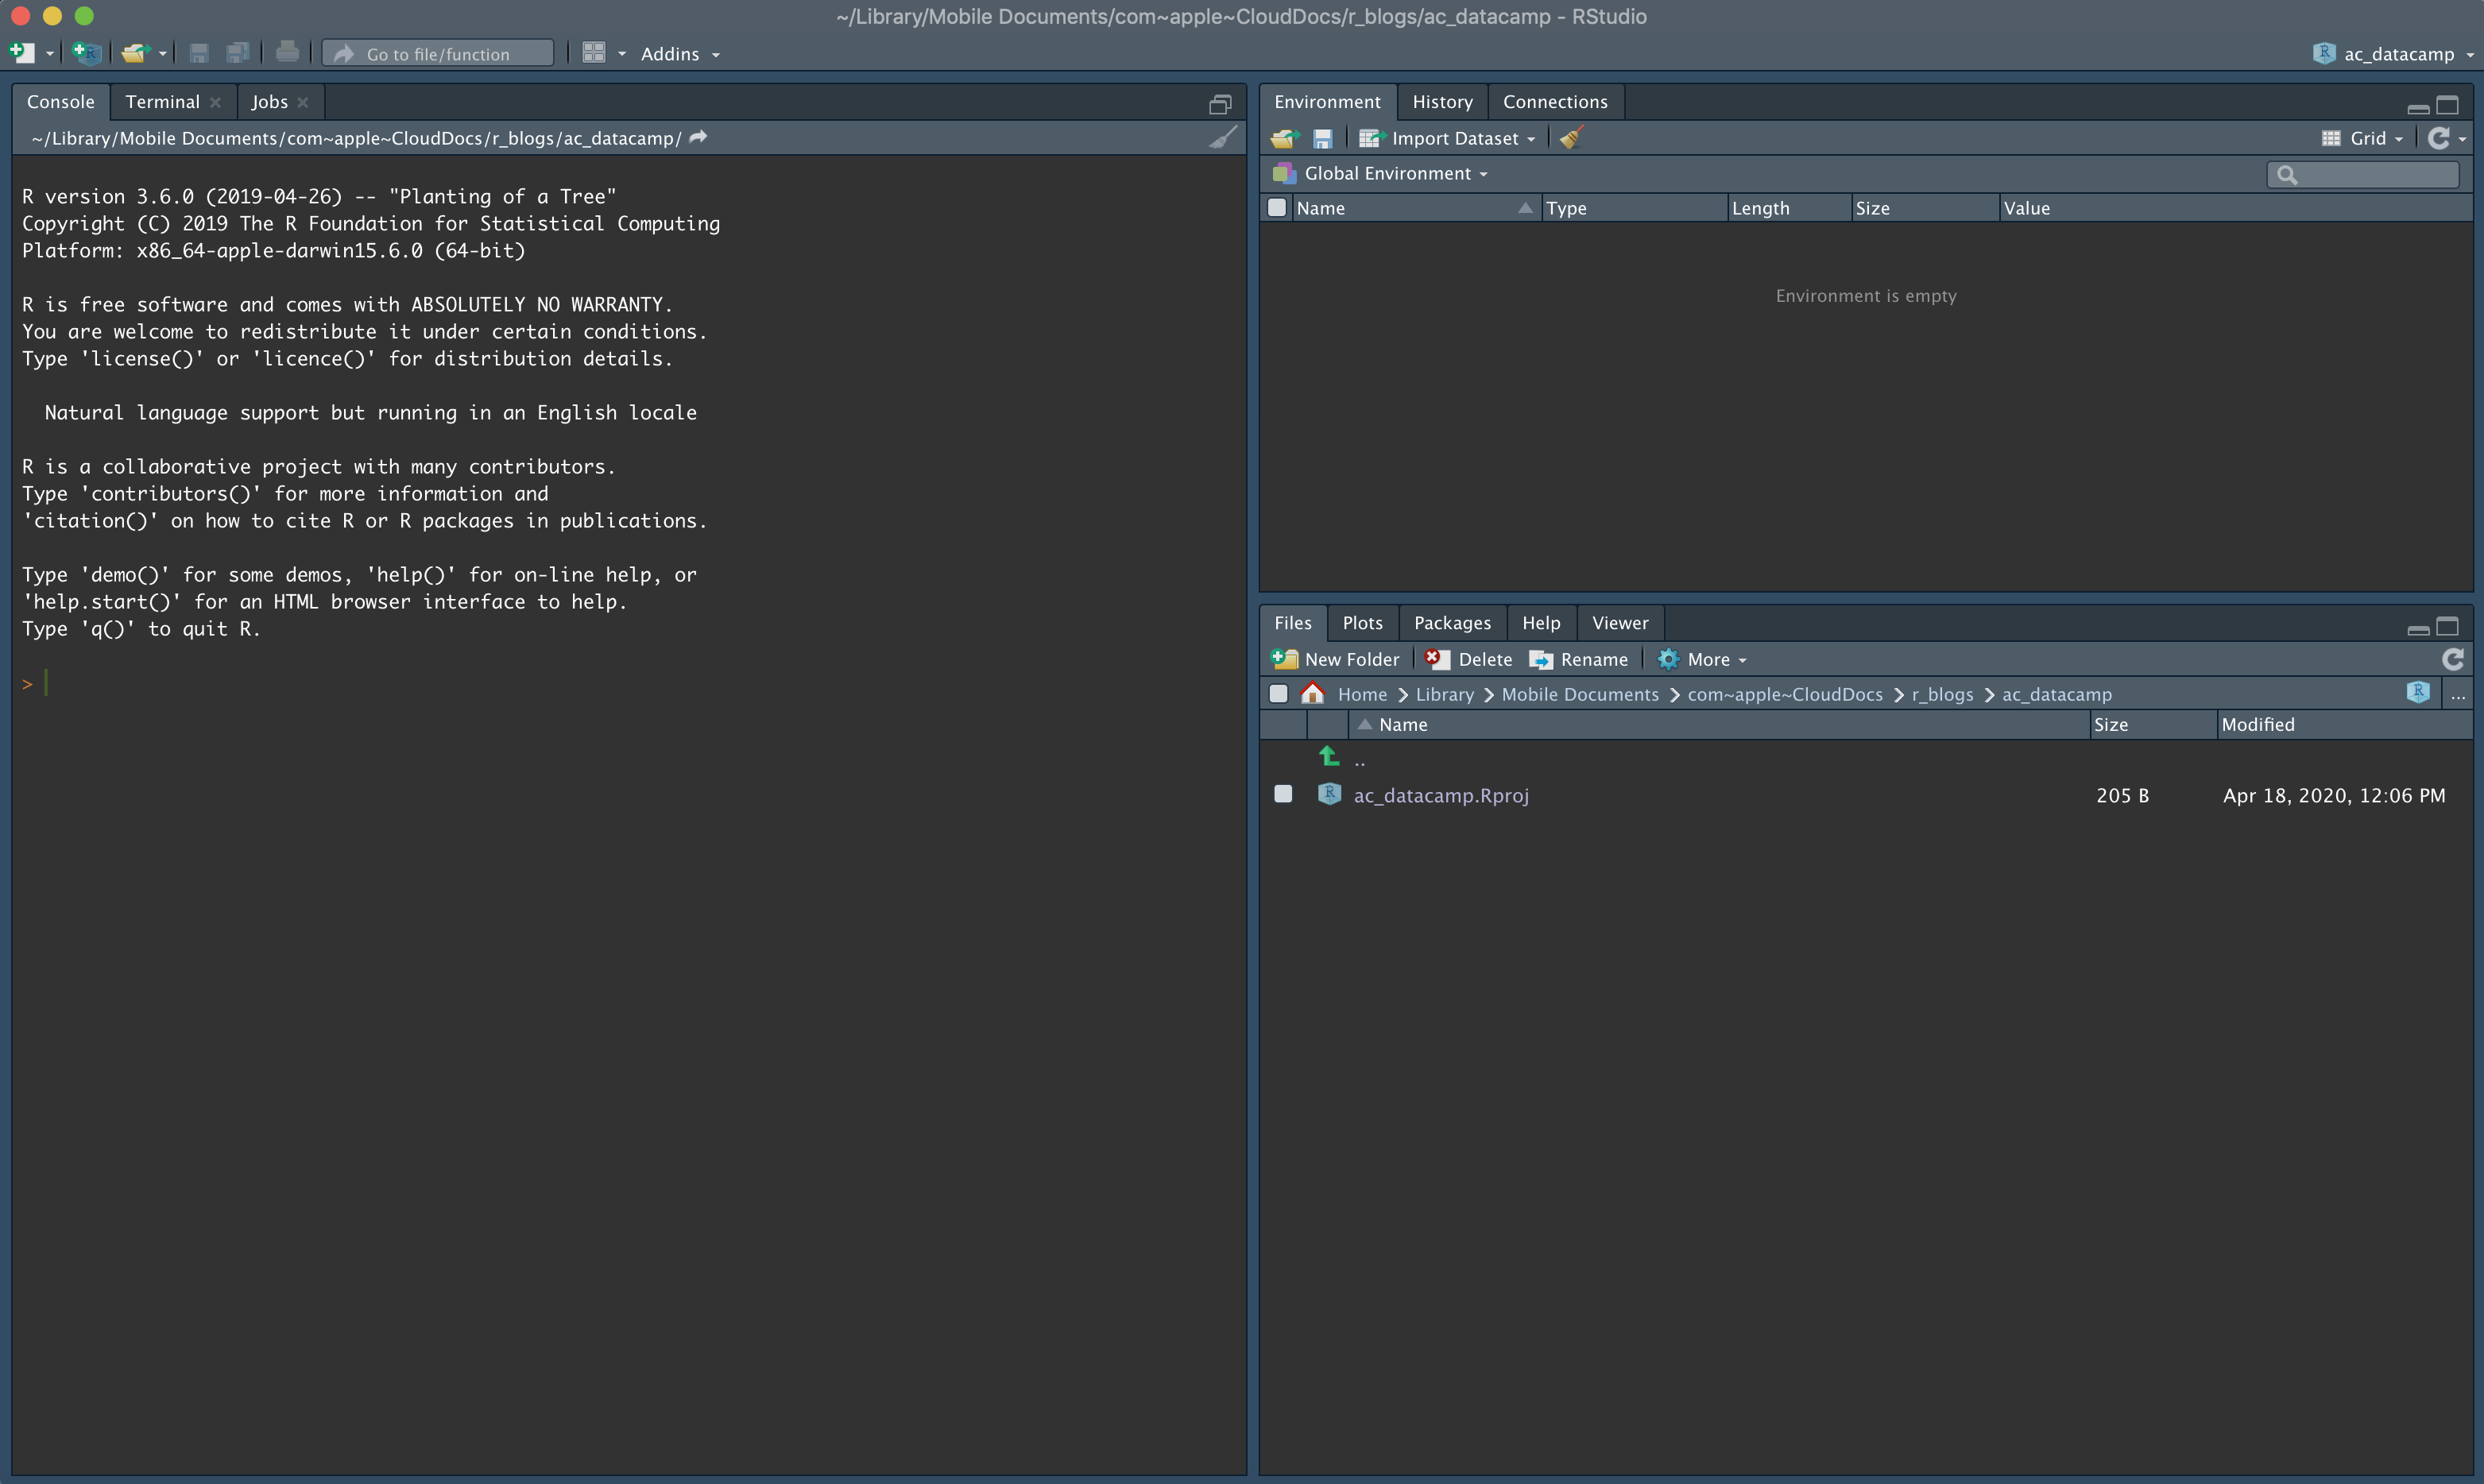 ~/Library/Mobile Documents/com~apple~CloudDocs/r_blogs/ac_datacamp - RStudio
Go to file/function
Addins
ac_datacamp
Console
Terminal
Jobs
~/Library/Mobile Documents/com~apple~CloudDocs/r_blogs/ac_datacamp/
R version 3.6.0 (2019-04-26) -- "Planting of a Tree"
Copyright (C) 2019 The R Foundation for Statistical Computing
Platform: x86_64-apple-darwin15.6.0 (64-bit)
R is free software and comes with ABSOLUTELY NO WARRANTY.
You are welcome to redistribute it under certain conditions.
Type 'license()' or 'licence()' for distribution details.
Natural language support but running in an English locale
R is a collaborative project with many contributors.
Type 'contributors()' for more information and
'citation()' on how to cite R or R packages in publications.
Type 'demo()' for some demos, 'help()' for on-line help, or
'help.start()' for an HTML browser interface to help.
Type 'q()' to quit R.
>
Environment
History
Connections
Import Dataset
Grid
Global Environment
Name
Type
Length
Size
Value
Environment is empty
Files
Plots
Packages
Help
Viewer
New Folder
Delete
Rename
More
Home
Library
Mobile Documents
com~apple~CloudDocs
r_blogs
ac_datacamp
...
Name
Size
Modified
..
ac_datacamp.Rproj
205 B
Apr 18, 2020, 12:06 PM